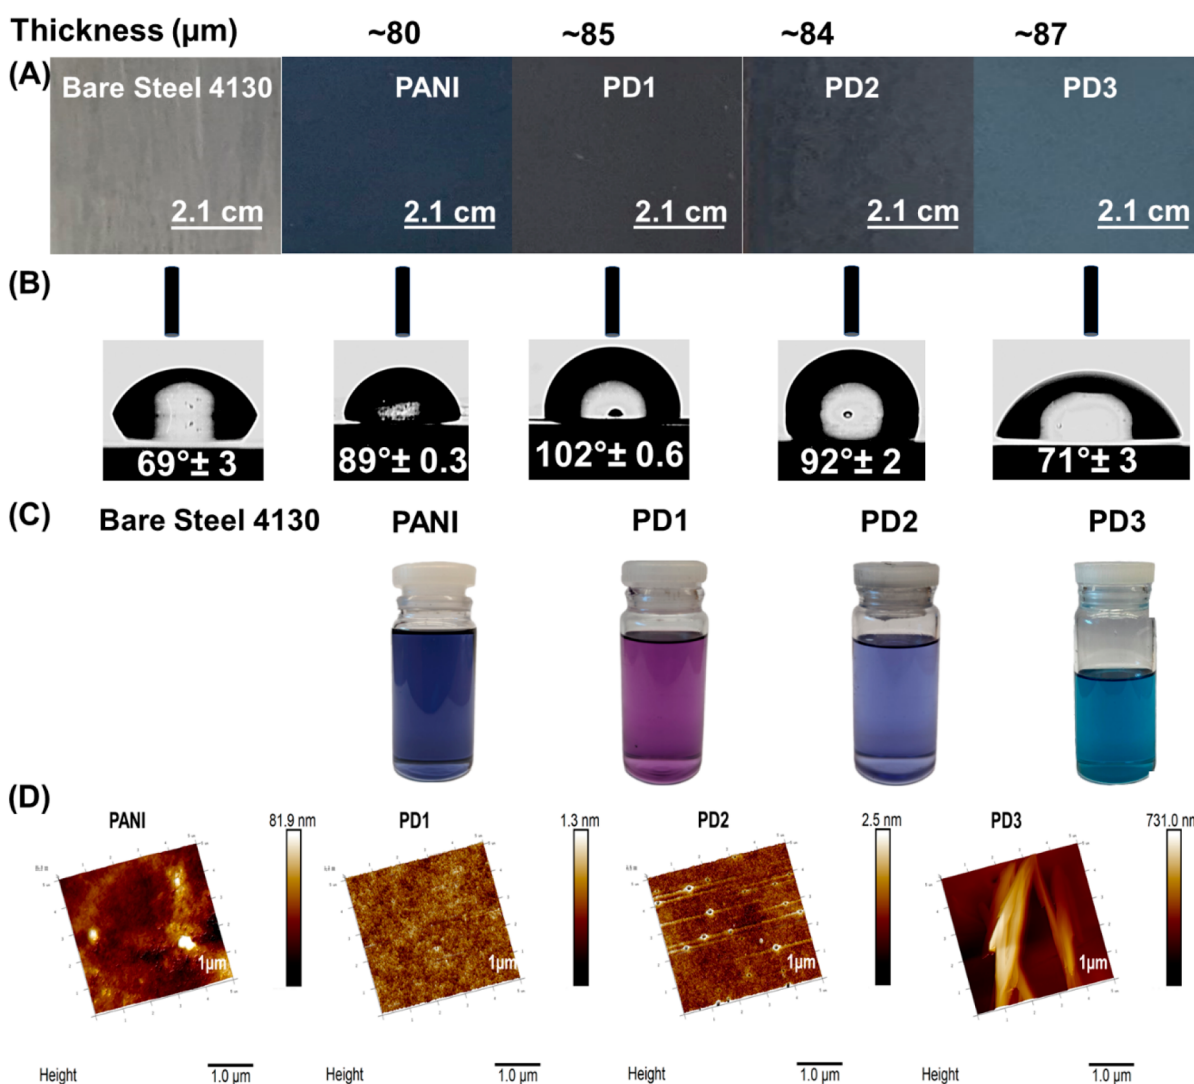 Thickness (µm) ~80 ~85 ~84 ~87
(A)
Bare Steel 4130 PANI PD1 PD2 PD3
2.1 cm 2.1 cm 2.1 cm 2.1 cm 2.1 cm
(B)
69°± 3 89°± 0.3 102°± 0.6 92°± 2 71°± 3
(C) Bare Steel 4130 PANI PD1 PD2 PD3
(D)
PANI 81.9 nm PD1 1.3 nm PD2 2.5 nm PD3 731.0 nm
1µm 1µm 1µm 1µm
Height 1.0 µm Height 1.0 µm Height 1.0 µm Height 1.0 µm